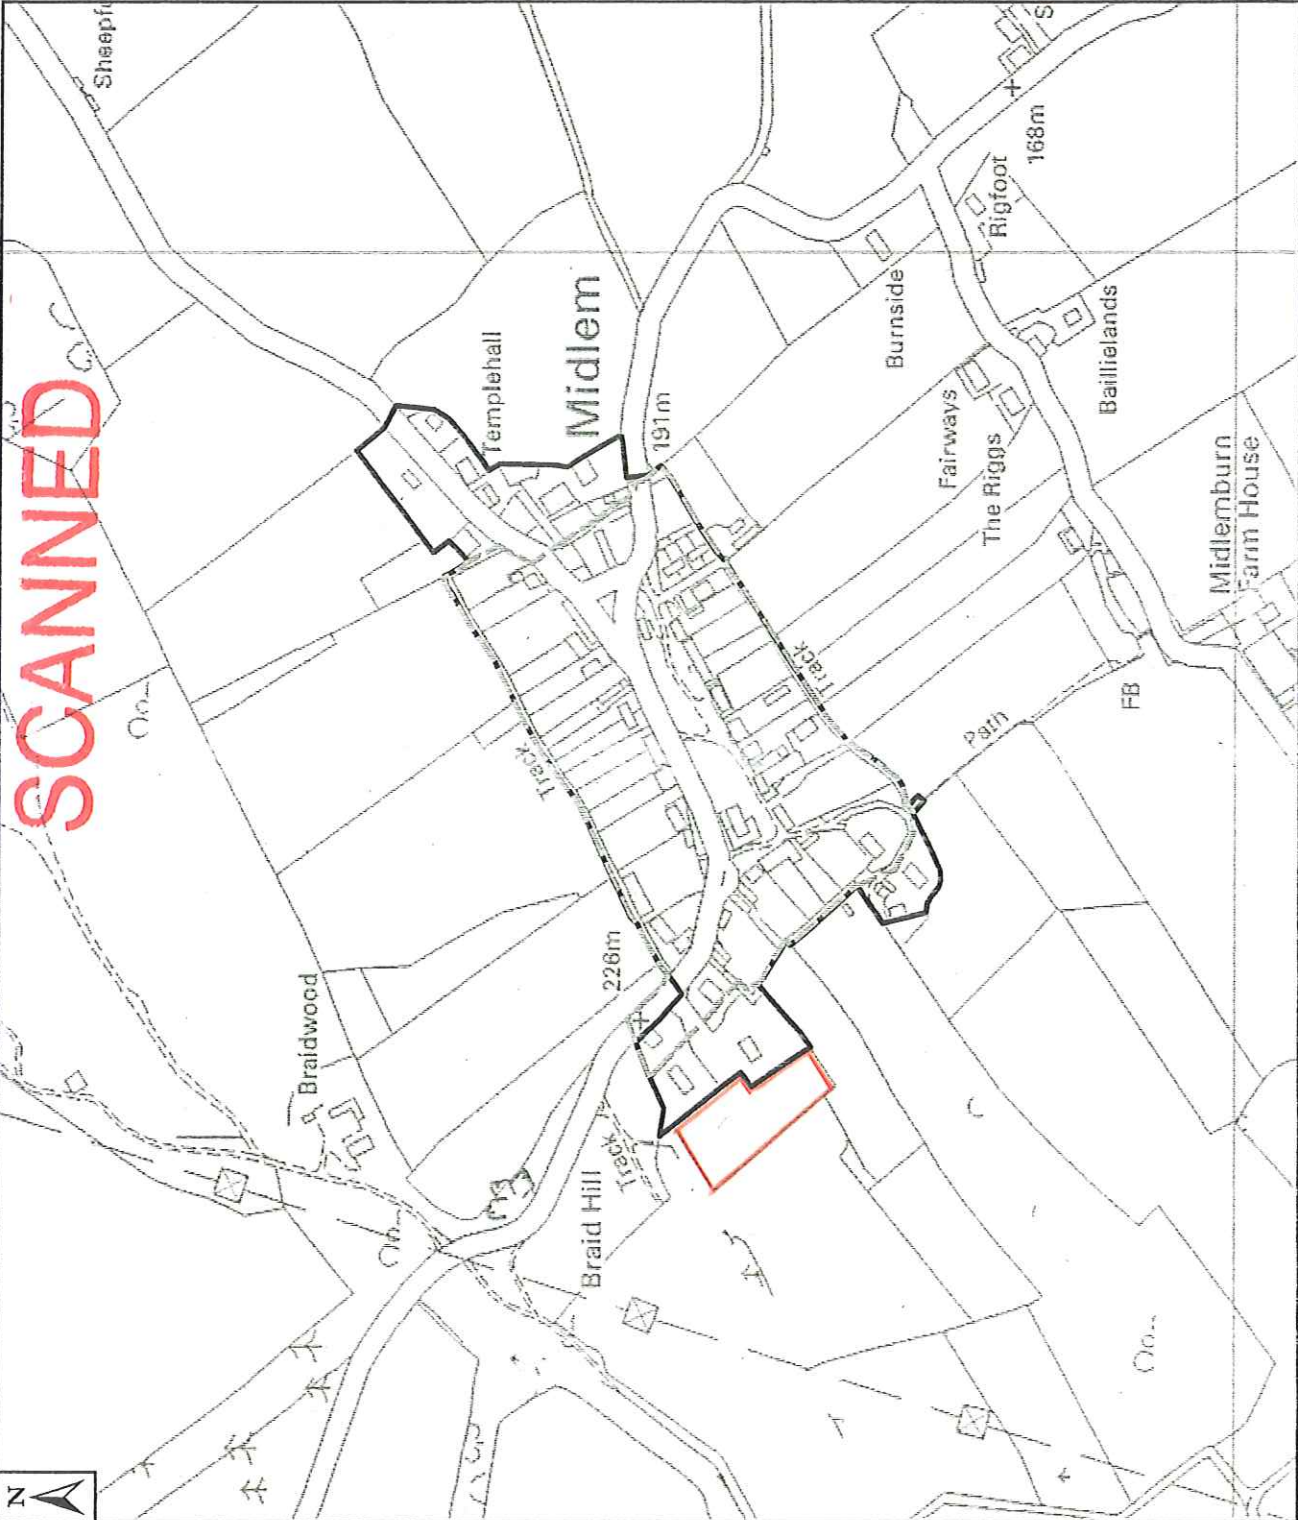 SCANNED
N
Sheepf
Templehall
Midlem
191m
Burnside
Rigfoot
168m
S
Baillielands
Fairways
The Riggs
Midlemburn
Farm House
Track
Track
226m
Braidwood
Path
FB
Track
Braid Hill